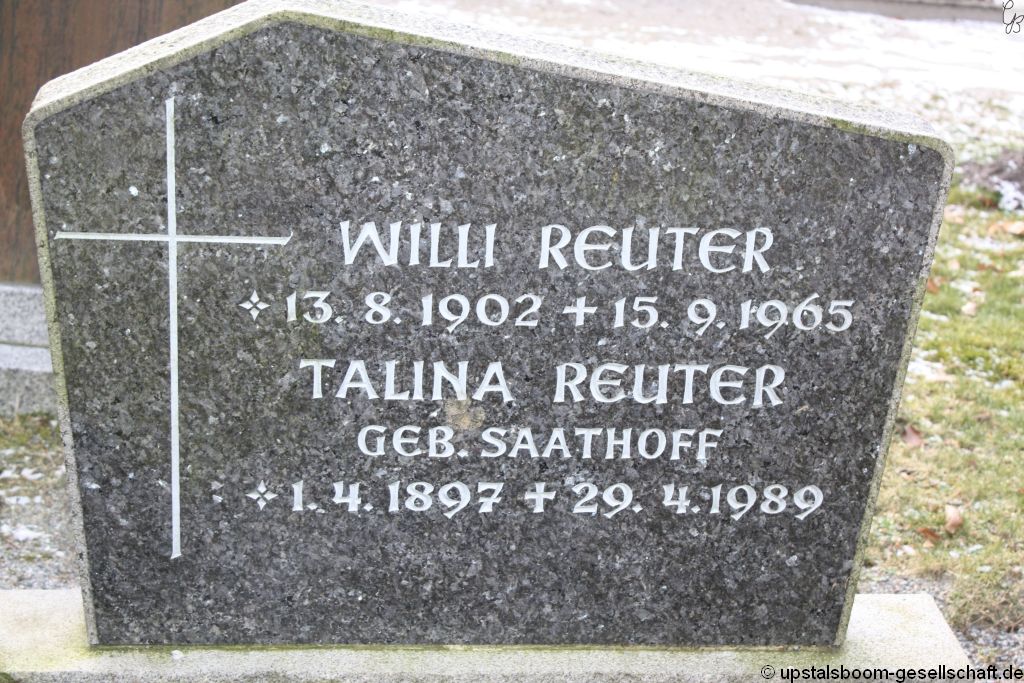 WILLI REUTER
13. 8. 1902 + 15. 9. 1965
TALINA REUTER
GEB. SAATHOFF
1. 4. 1897 + 29. 4. 1989
© upstalsboom-gesellschaft.de